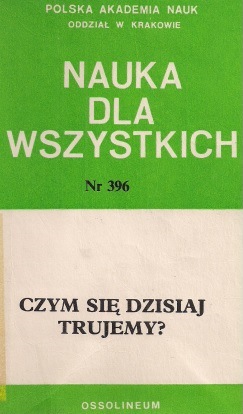 POLSKA AKADEMIA NAUK
ODDZIAŁ W KRAKOWIE
NAUKA
DLA
WSZYSTKICH
Nr 396
CZYM SIĘ DZISIAJ
TRUJEMY?
OSSOLINEUM